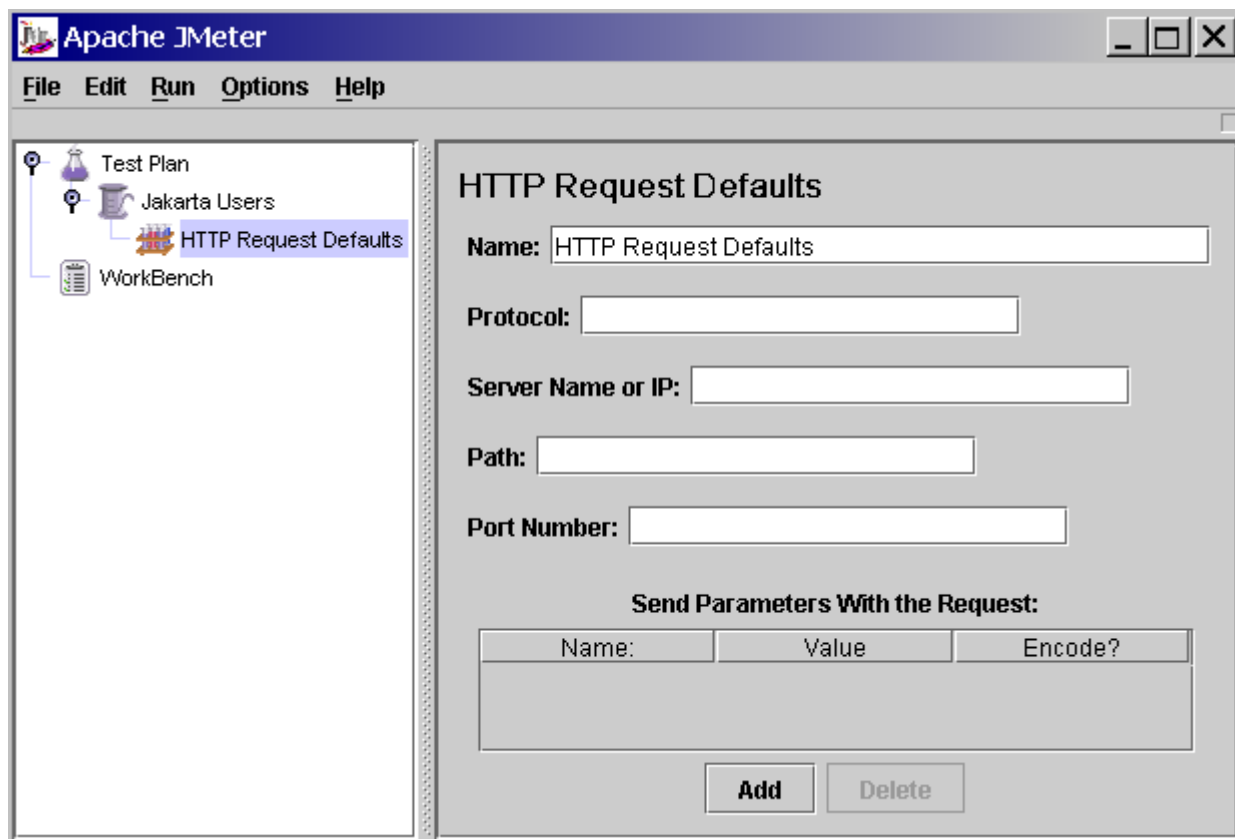 Apache JMeter
File Edit Run Options Help
Test Plan
Jakarta Users
HTTP Request Defaults
WorkBench
HTTP Request Defaults
Name: HTTP Request Defaults
Protocol:
Server Name or IP:
Path:
Port Number:
Send Parameters With the Request:
Name: Value Encode?
Add Delete